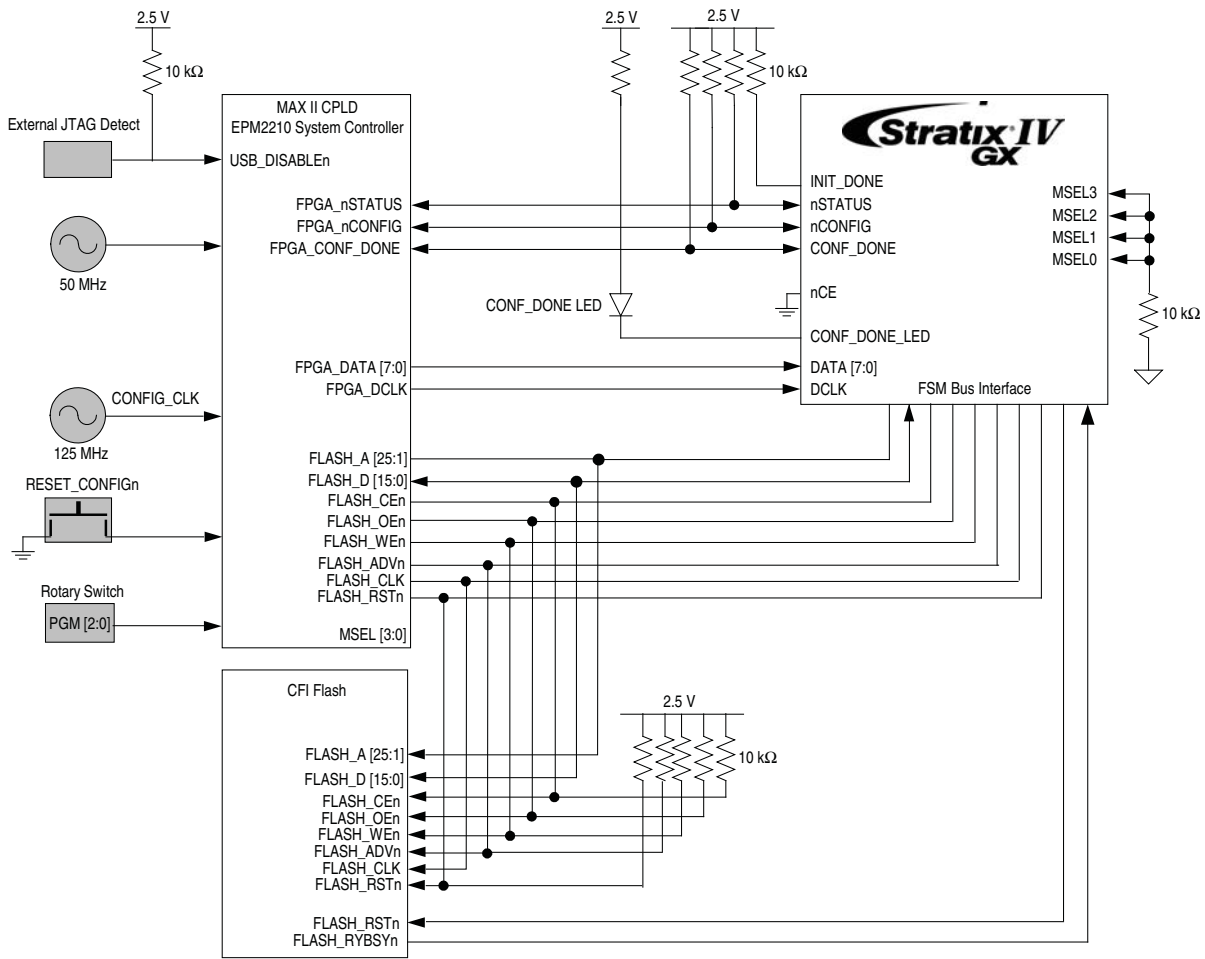 2.5 V
10 kΩ
2.5 V
2.5 V
10 kΩ
External JTAG Detect
50 MHz
CONFIG_CLK
125 MHz
RESET_CONFIGn
Rotary Switch
PGM [2:0]
MAX II CPLD
EPM2210 System Controller
USB_DISABLEn
FPGA_nSTATUS
FPGA_nCONFIG
FPGA_CONF_DONE
FPGA_DATA [7:0]
FPGA_DCLK
FLASH_A [25:1]
FLASH_D [15:0]
FLASH_CEn
FLASH_OEn
FLASH_WEn
FLASH_ADVn
FLASH_CLK
FLASH_RSTn
MSEL [3:0]
CONF_DONE LED
Stratix IV
GX
INIT_DONE
nSTATUS
nCONFIG
CONF_DONE
nCE
CONF_DONE_LED
DATA [7:0]
DCLK
FSM Bus Interface
MSEL3
MSEL2
MSEL1
MSEL0
10 kΩ
CFI Flash
FLASH_A [25:1]
FLASH_D [15:0]
FLASH_CEn
FLASH_OEn
FLASH_WEn
FLASH_ADVn
FLASH_CLK
FLASH_RSTn
FLASH_RSTn
FLASH_RYBSYn
2.5 V
10 kΩ